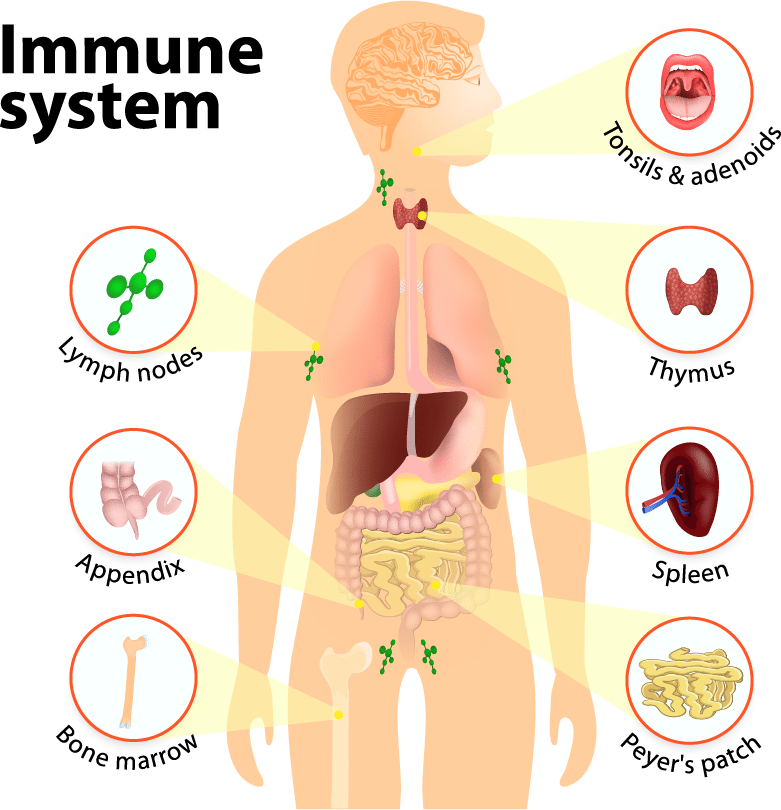 Immune
system
Tonsils & adenoids
Lymph nodes
Thymus
Appendix
Spleen
Bone marrow
Peyer's patch